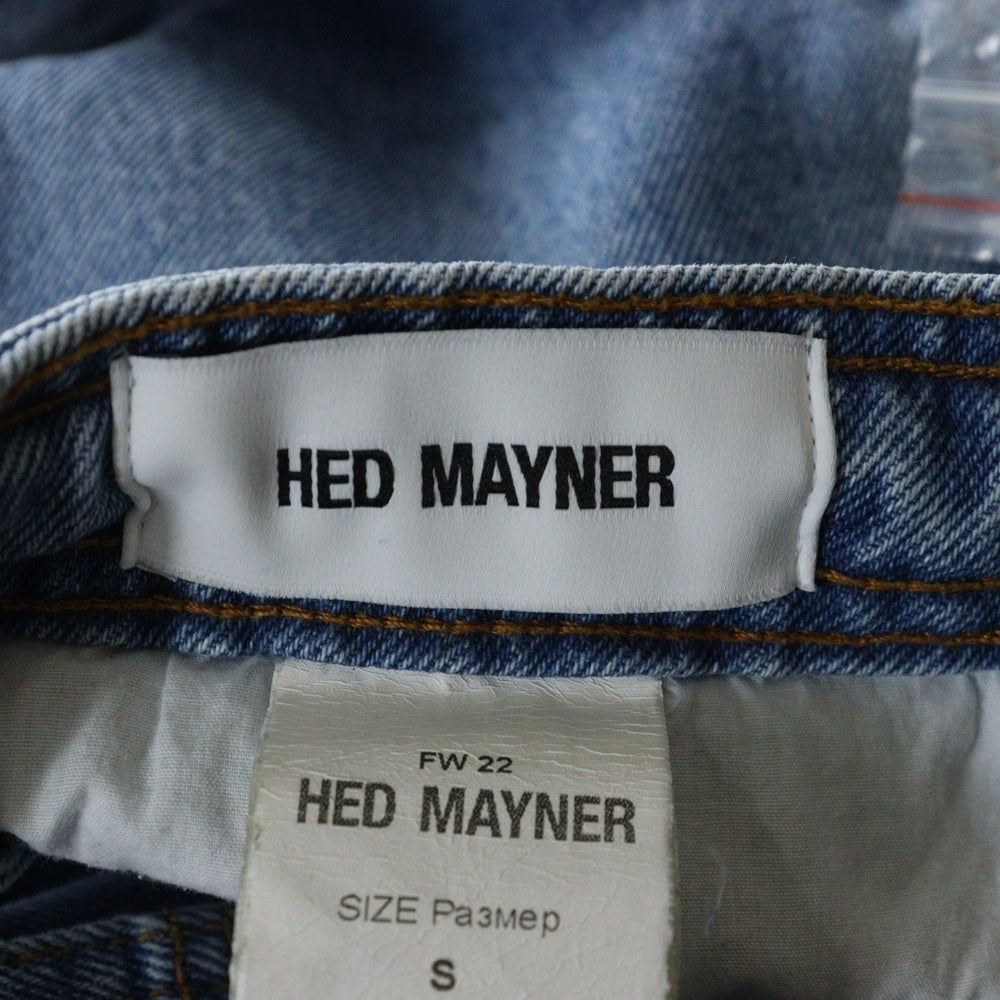 HED MAYNER
FW 22
HED MAYNER
SIZE Размер
S